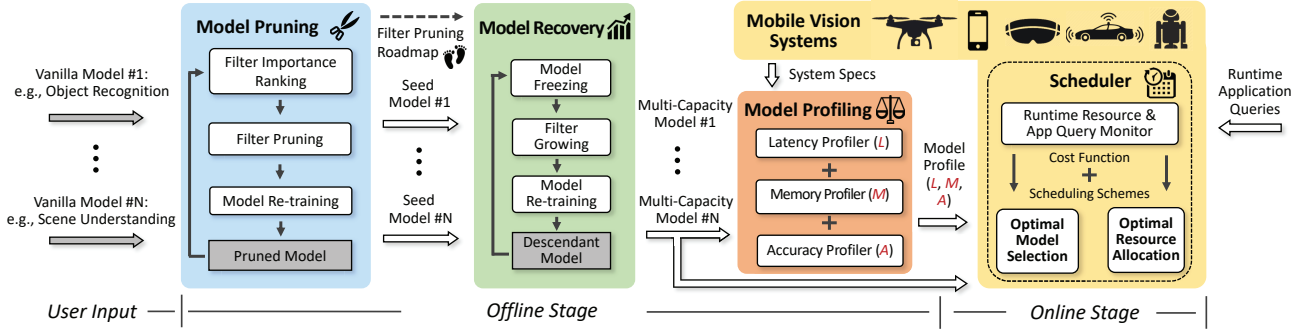 Vanilla Model #1:
e.g., Object Recognition
Vanilla Model #N:
e.g., Scene Understanding
Model Pruning
Filter Importance
Ranking
Filter Pruning
Model Re-training
Pruned Model
Filter Pruning
Roadmap
Seed
Model #1
Seed
Model #N
Model Recovery
Model
Freezing
Filter
Growing
Model
Re-training
Descendant
Model
Multi-Capacity
Model #1
Multi-Capacity
Model #N
Mobile Vision
Systems
System Specs
Model Profiling
Latency Profiler (L)
+
Memory Profiler (M)
+
Accuracy Profiler (A)
Model
Profile
(L, M,
A)
Scheduler
Runtime Resource &
App Query Monitor
Cost Function
+
Scheduling Schemes
Optimal
Model
Selection
Optimal
Resource
Allocation
Runtime
Application
Queries
User Input
Offline Stage
Online Stage